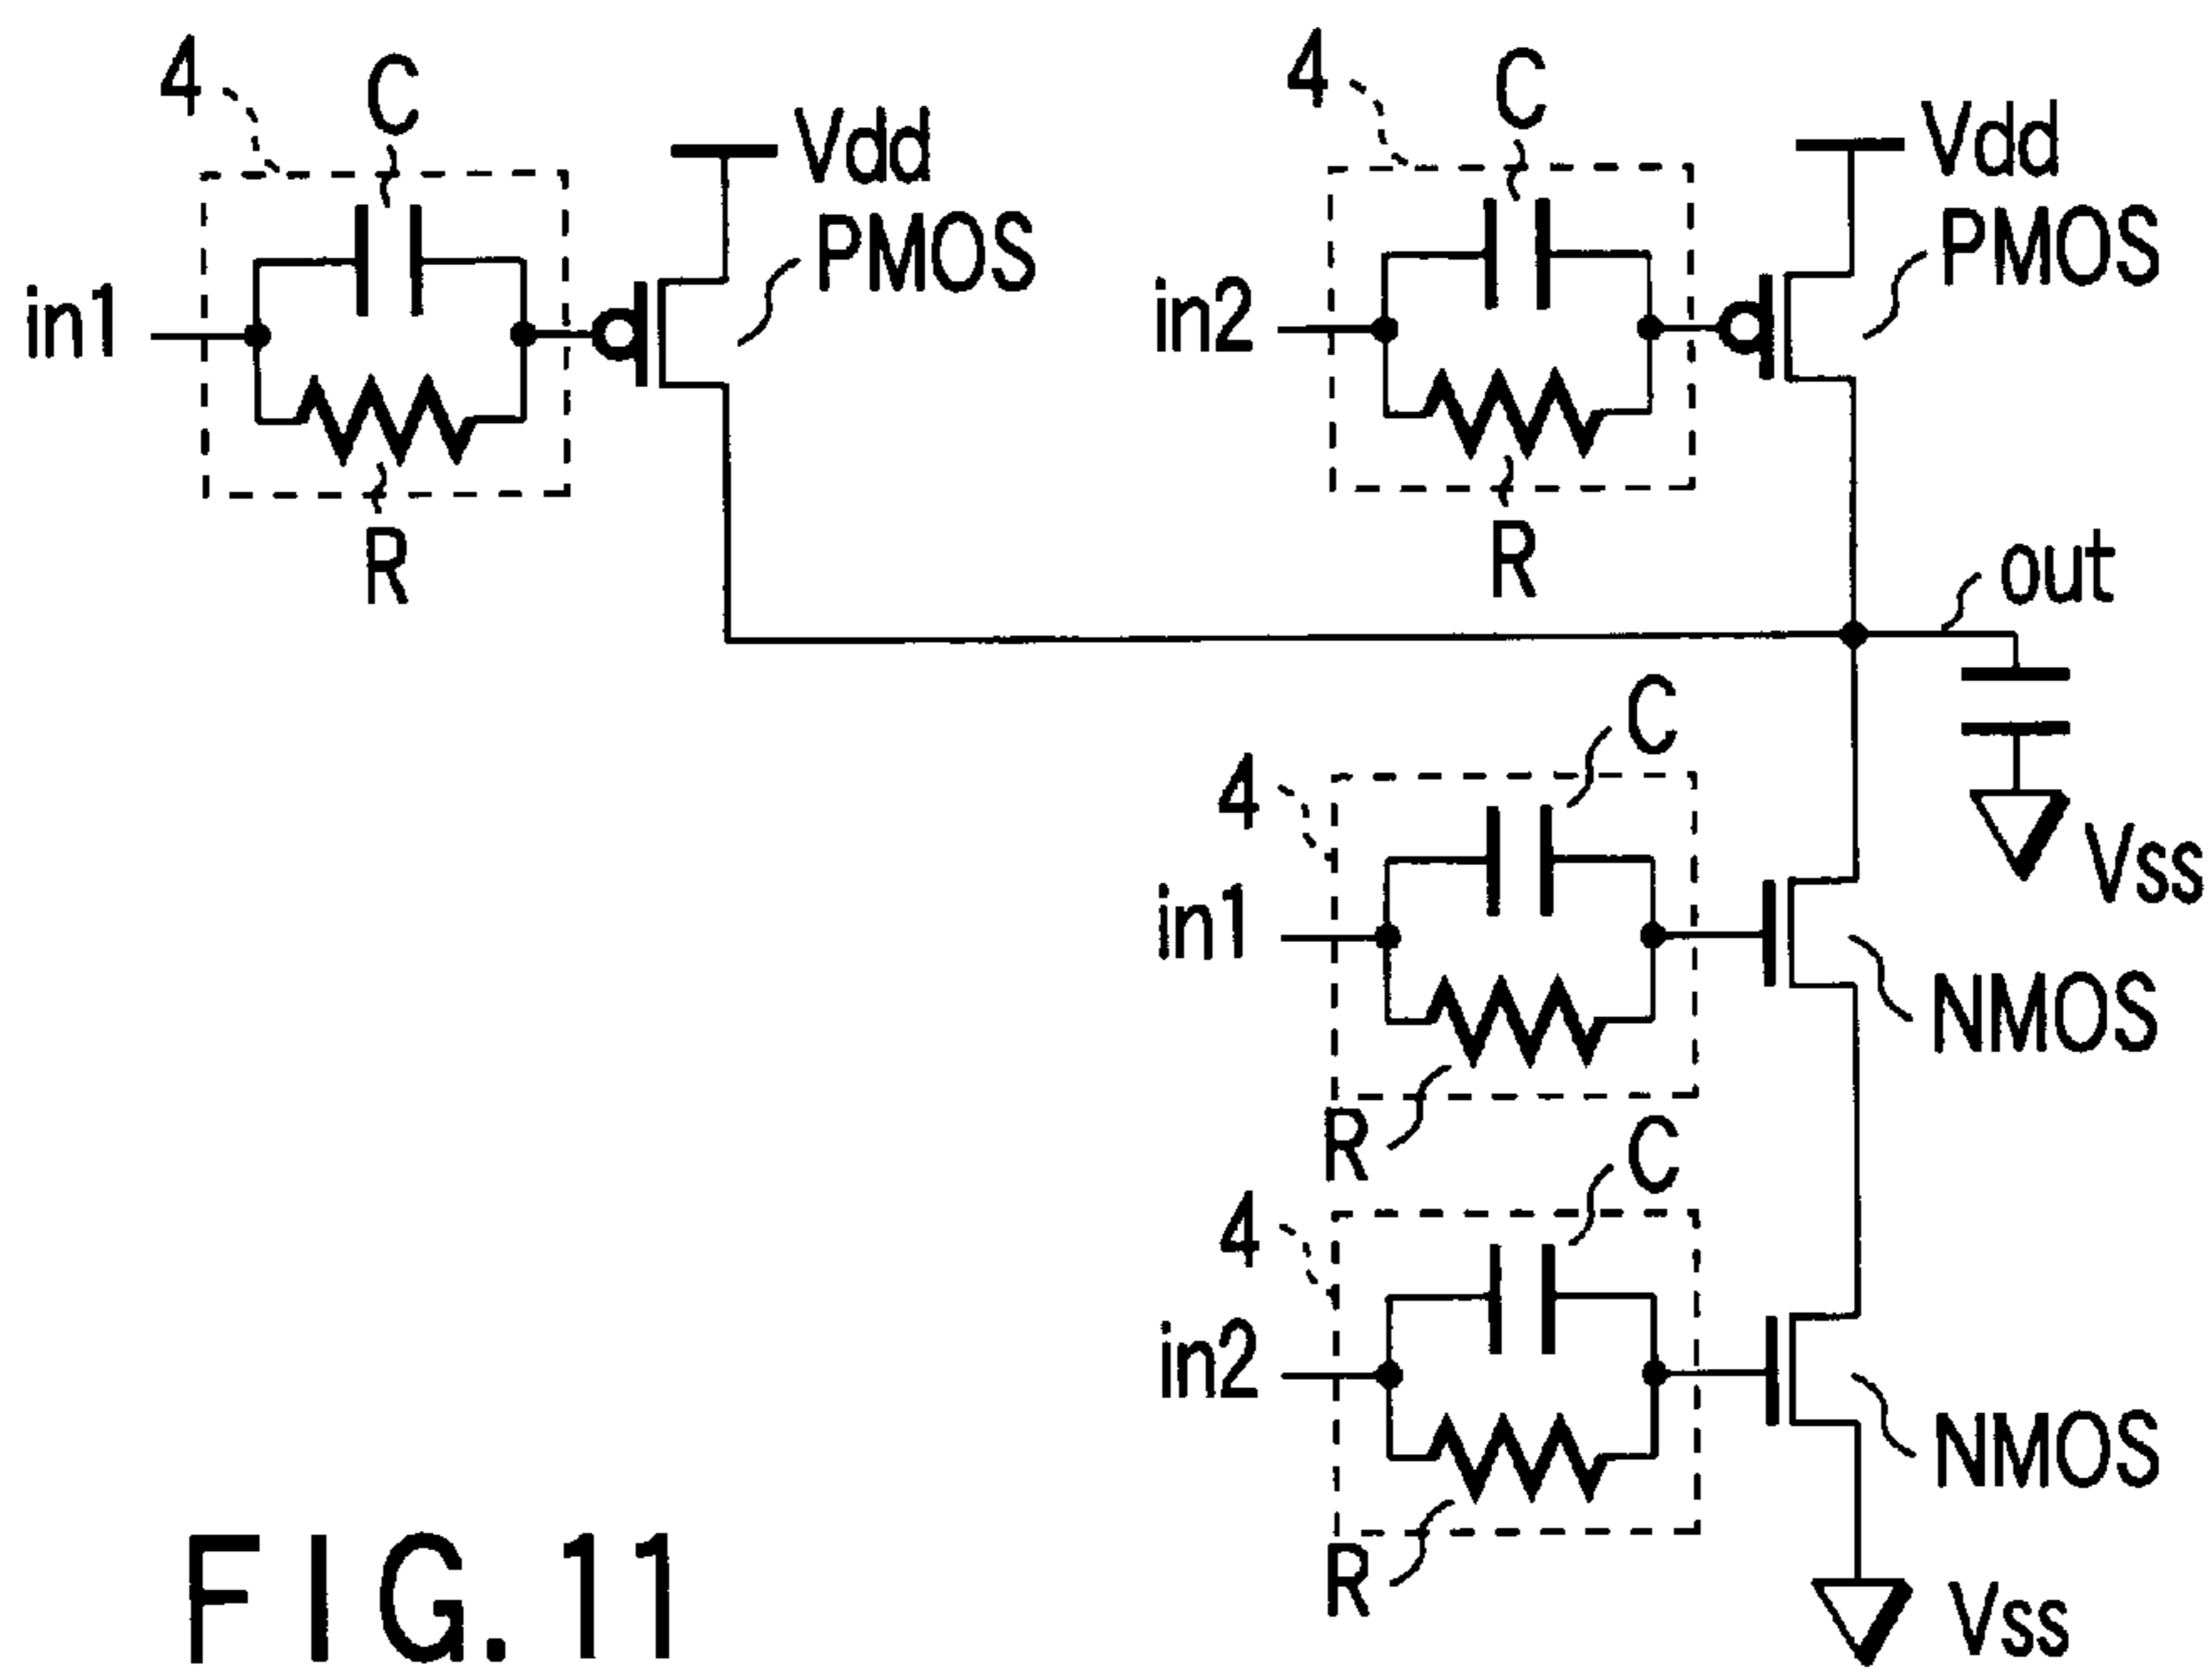 4
C
Vdd
PMOS
in1
R
4
C
Vdd
PMOS
in2
R
out
Vss
C
4
in1
NMOS
R
C
4
in2
NMOS
R
Vss
FIG. 11